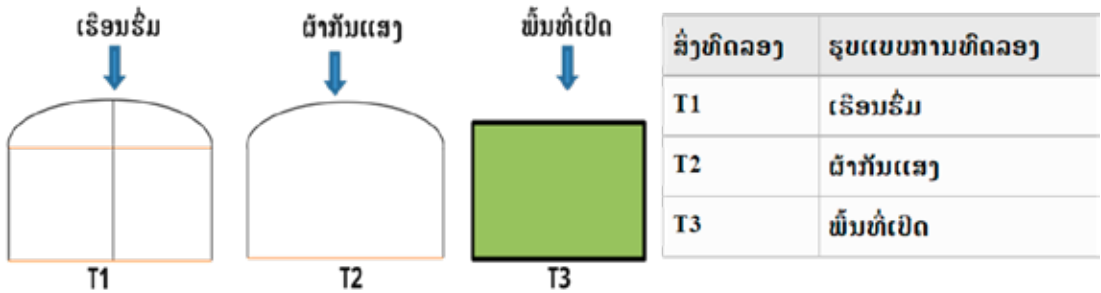 ເຮືອນຮົ່ມ
ຜ້າກັນແສງ
ພື້ນທີ່ເປີດ
T1
T2
T3
ສິ່ງທົດລອງ ຮູບແບບການທົດລອງ
T1 ເຮືອນຮົ່ມ
T2 ຜ້າກັນແສງ
T3 ພື້ນທີ່ເປີດ